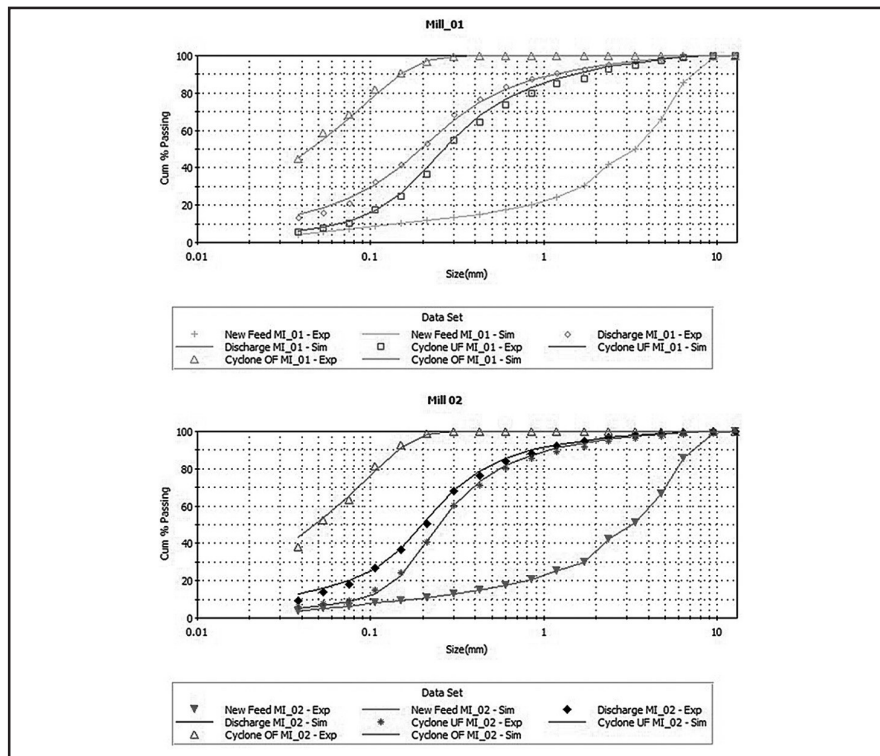 Mill_01
Cum % Passing
100
80
60
40
20
0
0.01 0.1 1 10
Size(mm)
Data Set
New Feed MI_01 - Exp New Feed MI_01 - Sim Discharge MI_01 - Exp
Discharge MI_01 - Sim Cyclone UF MI_01 - Exp Cyclone UF MI_01 - Sim
Cyclone OF MI_01 - Exp Cyclone OF MI_01 - Sim
Mill 02
Cum % Passing
100
80
60
40
20
0
0.01 0.1 1 10
Size(mm)
Data Set
New Feed MI_02 - Exp New Feed MI_02 - Sim Discharge MI_02 - Exp
Discharge MI_02 - Sim Cyclone UF MI_02 - Exp Cyclone UF MI_02 - Sim
Cyclone OF MI_02 - Exp Cyclone OF MI_02 - Sim